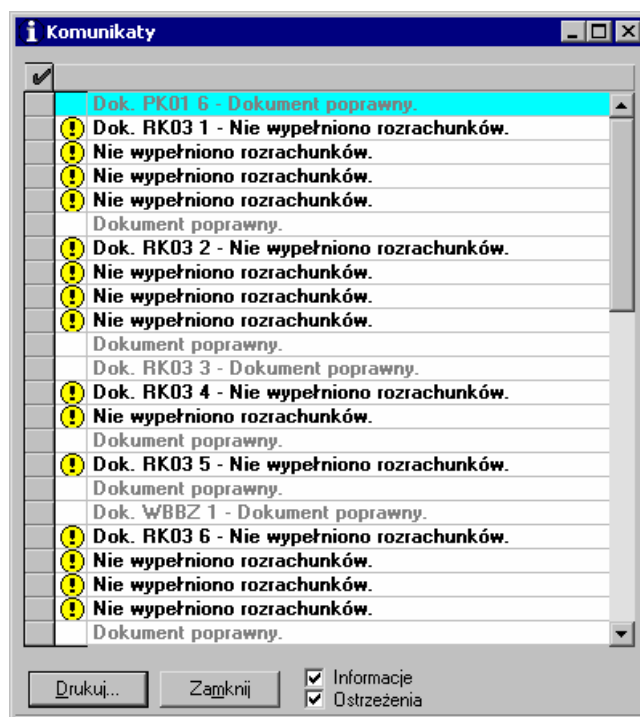 Komunikaty
Dok. PK01 6 - Dokument poprawny.
Dok. RK03 1 - Nie wypełniono rozrachunków.
Nie wypełniono rozrachunków.
Nie wypełniono rozrachunków.
Nie wypełniono rozrachunków.
Dokument poprawny.
Dok. RK03 2 - Nie wypełniono rozrachunków.
Nie wypełniono rozrachunków.
Nie wypełniono rozrachunków.
Nie wypełniono rozrachunków.
Dokument poprawny.
Dok. RK03 3 - Dokument poprawny.
Dok. RK03 4 - Nie wypełniono rozrachunków.
Nie wypełniono rozrachunków.
Dokument poprawny.
Dok. RK03 5 - Nie wypełniono rozrachunków.
Dokument poprawny.
Dok. WBBZ 1 - Dokument poprawny.
Dok. RK03 6 - Nie wypełniono rozrachunków.
Nie wypełniono rozrachunków.
Nie wypełniono rozrachunków.
Nie wypełniono rozrachunków.
Dokument poprawny.
Drukuj... Zamknij Informacje
Ostrzeżenia